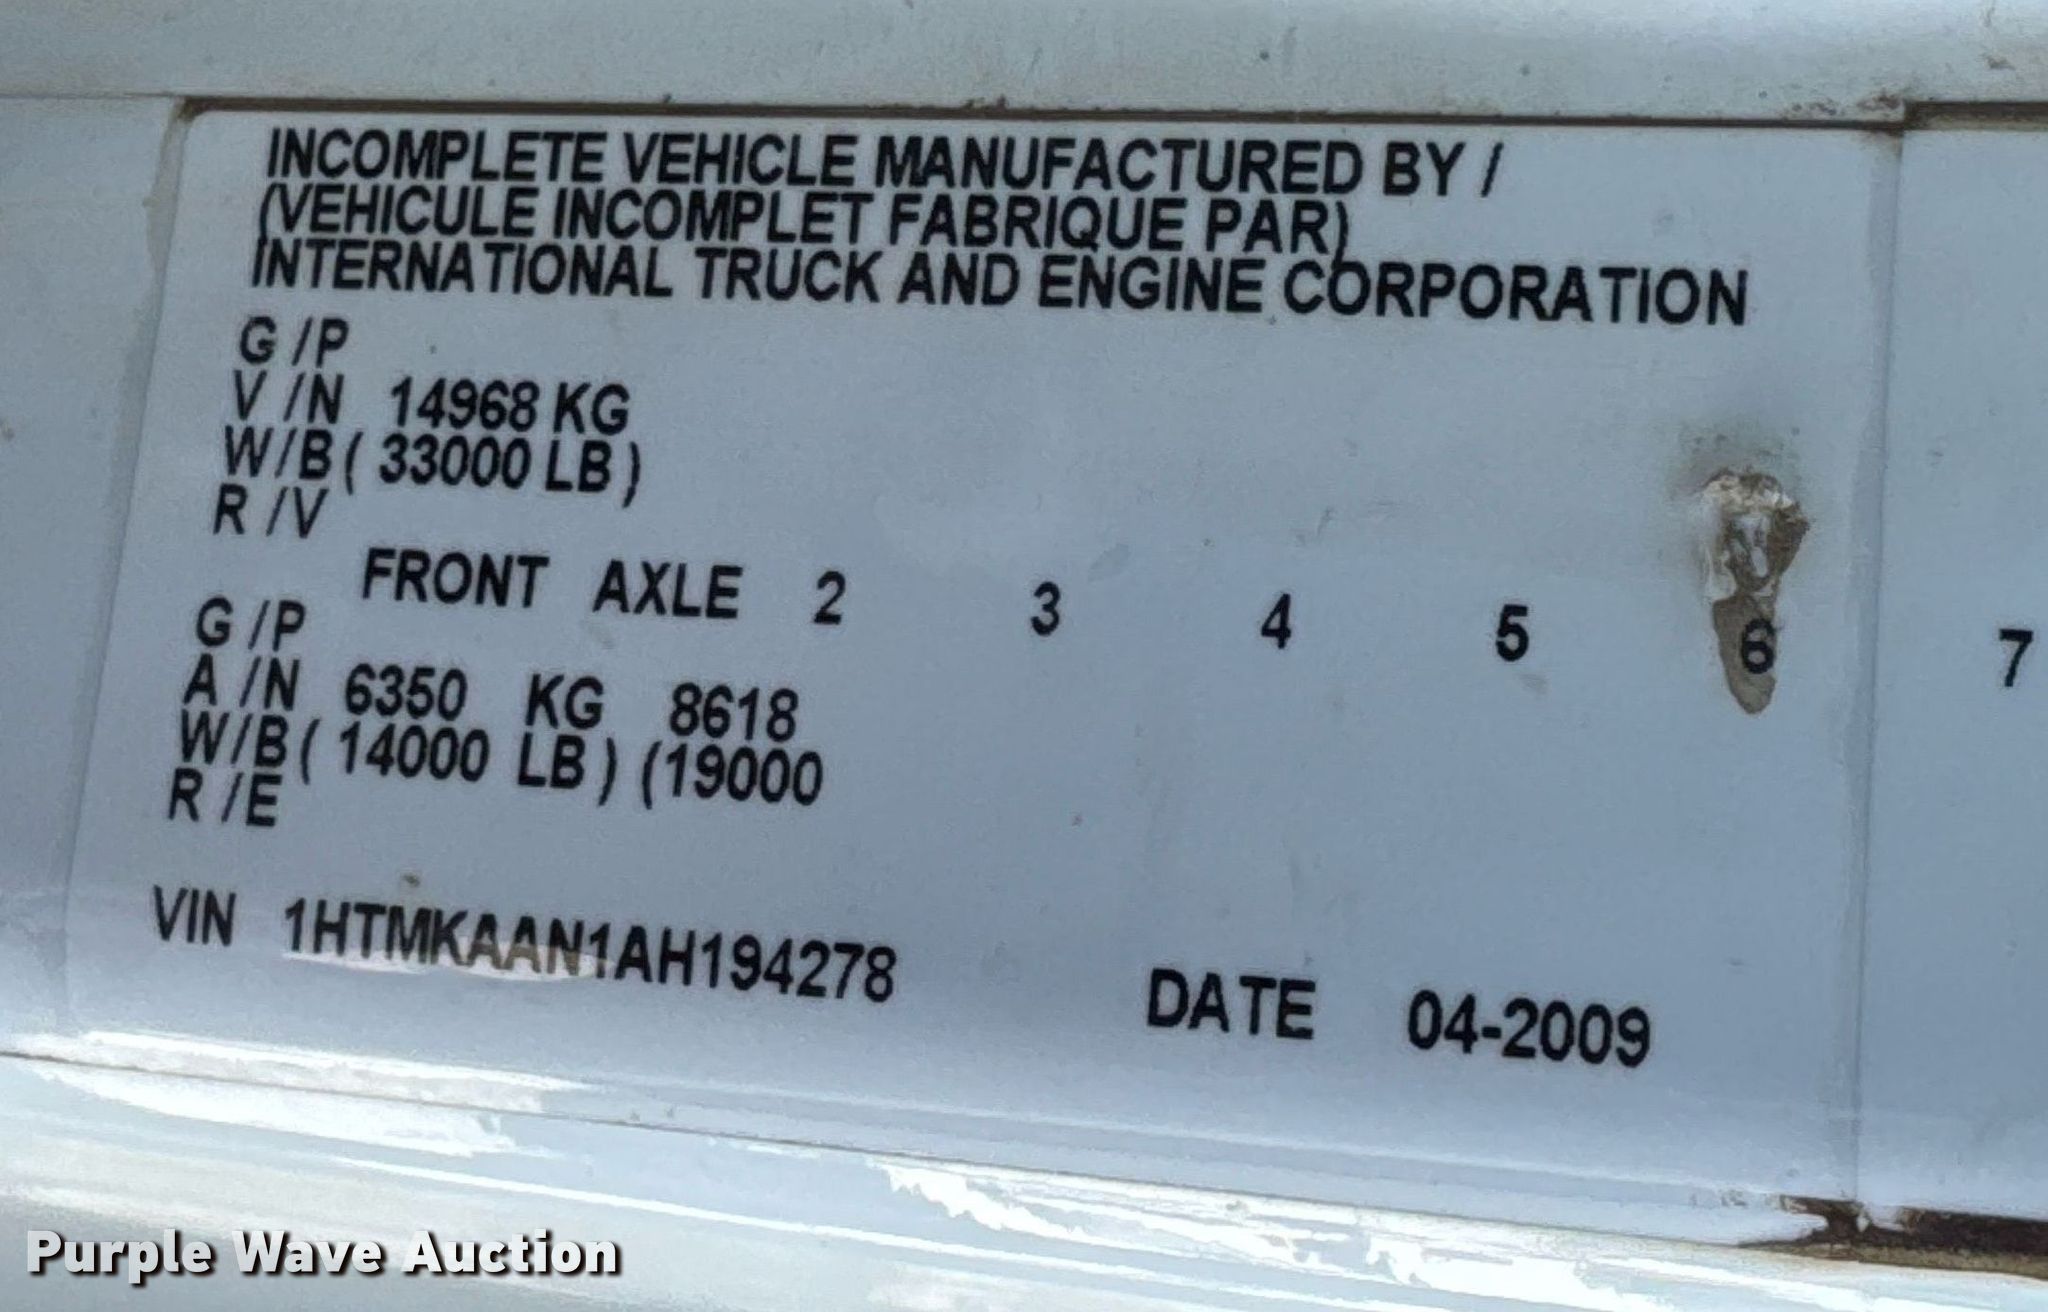 INCOMPLETE VEHICLE MANUFACTURED BY /
(VEHICULE INCOMPLET FABRIQUE PAR)
INTERNATIONAL TRUCK AND ENGINE CORPORATION
G /P
V /N 14968 KG
W/B ( 33000 LB )
R /V
FRONT AXLE 2 3 4 5 6 7
G /P
A /N 6350 KG 8618
W/B ( 14000 LB ) (19000
R /E
VIN 1HTMKAAN1AH194278 DATE 04-2009
Purple Wave Auction